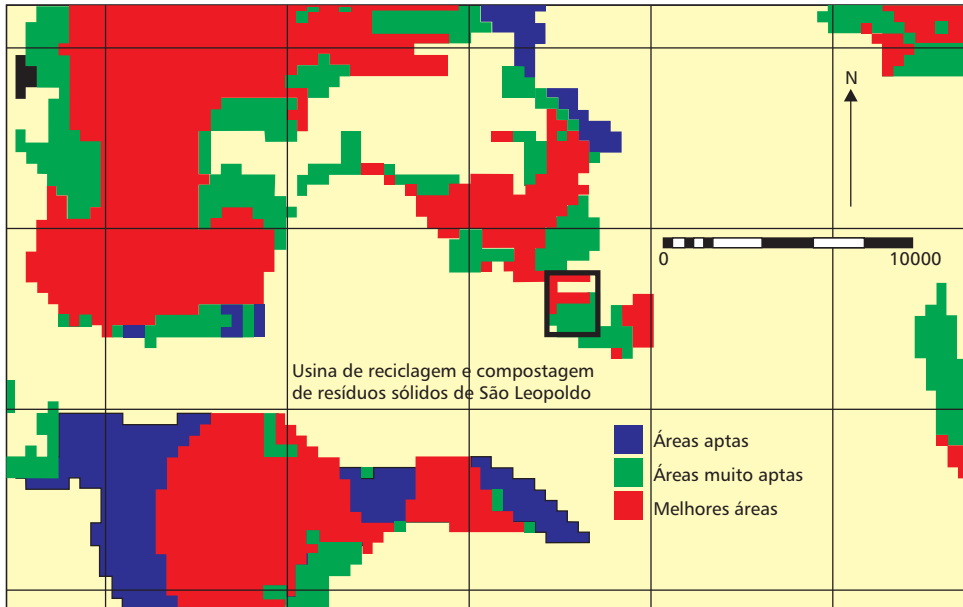 N
0 10000
Usina de reciclagem e compostagem
de resíduos sólidos de São Leopoldo
Áreas aptas
Áreas muito aptas
Melhores áreas